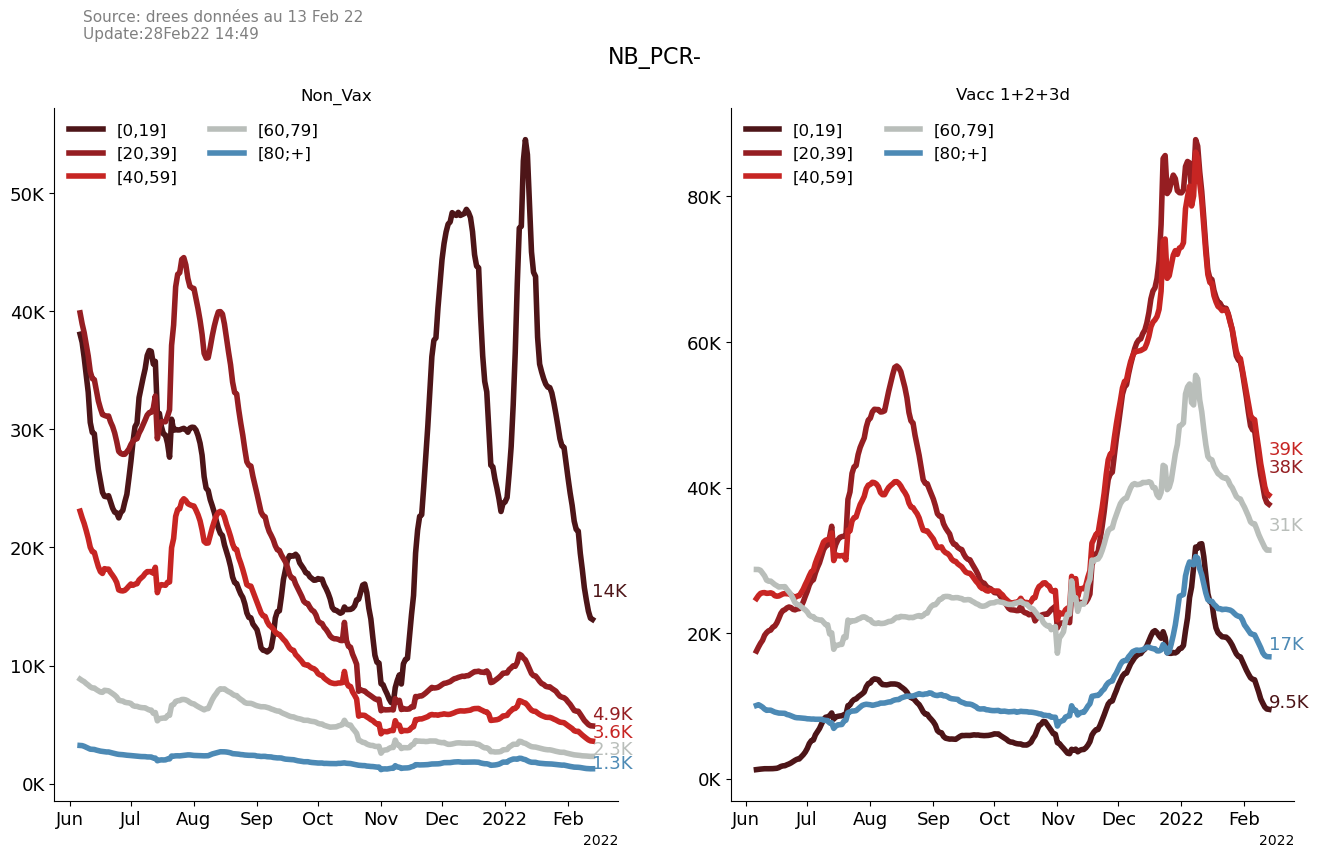 Source: drees données au 13 Feb 22
Update:28Feb22 14:49
NB_PCR-
Non_Vax
[0,19]
[20,39]
[40,59]
[60,79]
[80;+]
50K
40K
30K
20K
10K
0K
14K
4.9K
3.6K
2.3K
1.3K
Jun Jul Aug Sep Oct Nov Dec 2022 Feb
2022
Vacc 1+2+3d
[0,19]
[20,39]
[40,59]
[60,79]
[80;+]
80K
60K
40K
20K
0K
39K
38K
31K
17K
9.5K
Jun Jul Aug Sep Oct Nov Dec 2022 Feb
2022